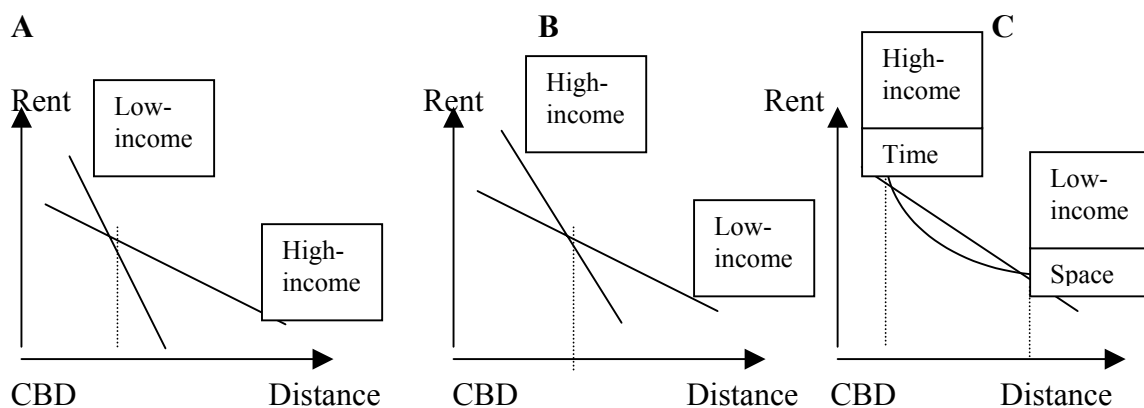 A
Rent
Low-
income
High-
income
CBD
Distance
B
Rent
High-
income
Low-
income
CBD
Distance
C
Rent
High-
income
Time
Low-
income
Space
CBD
Distance